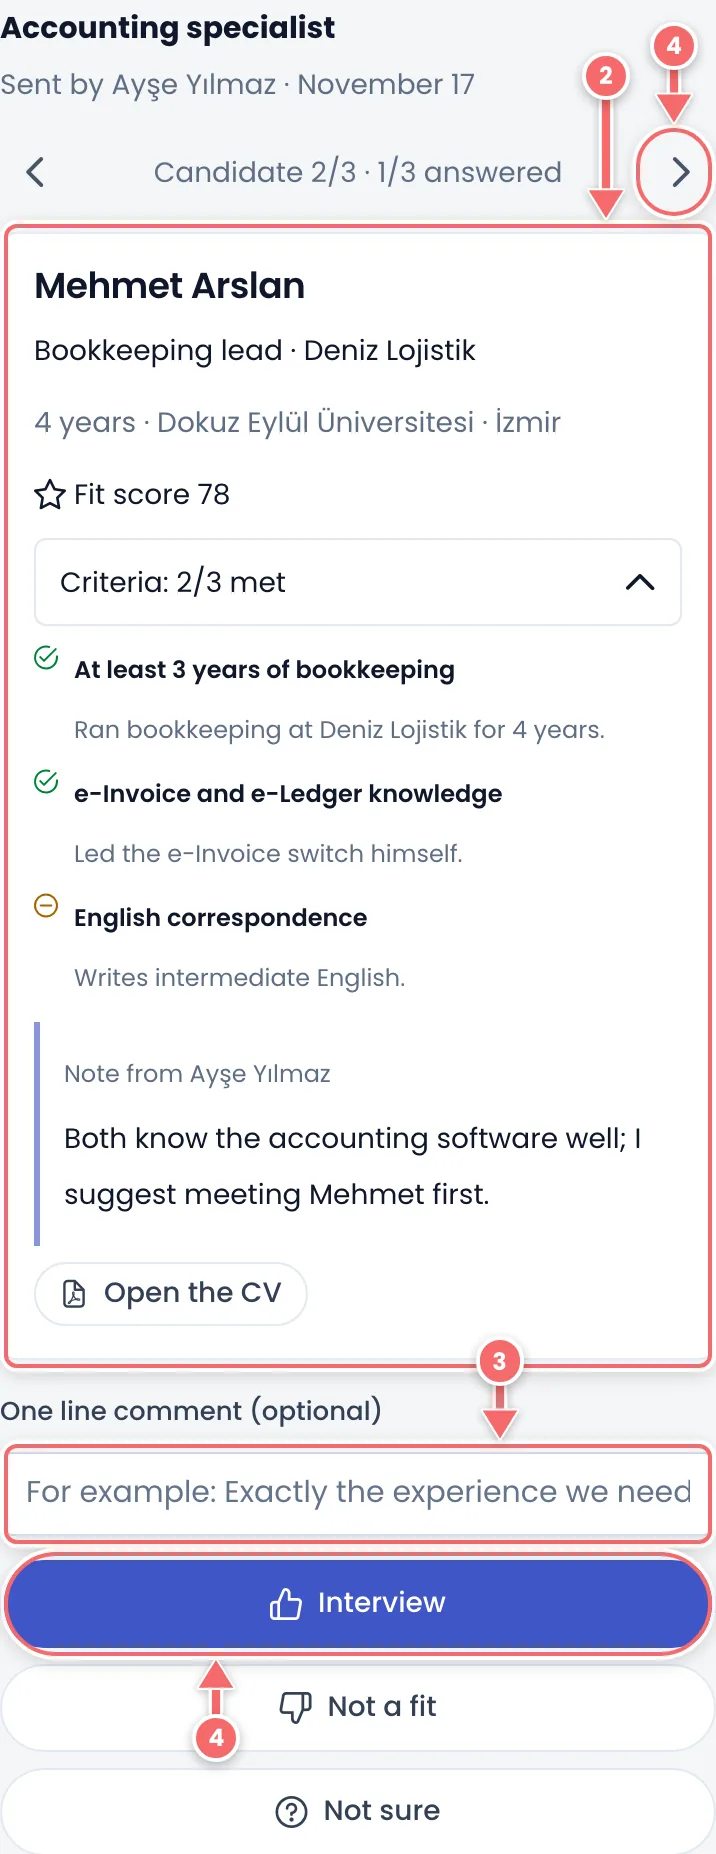 Accounting specialist
4
Sent by Ayşe Yılmaz · November 17
2
Candidate 2/3 · 1/3 answered
Mehmet Arslan
Bookkeeping lead · Deniz Lojistik
4 years · Dokuz Eylül Üniversitesi · İzmir
Fit score 78
Criteria: 2/3 met
At least 3 years of bookkeeping
Ran bookkeeping at Deniz Lojistik for 4 years.
e-Invoice and e-Ledger knowledge
Led the e-Invoice switch himself.
English correspondence
Writes intermediate English.
Note from Ayşe Yılmaz
Both know the accounting software well; I
suggest meeting Mehmet first.
Open the CV
3
One line comment (optional)
For example: Exactly the experience we need
Interview
Not a fit
4
Not sure